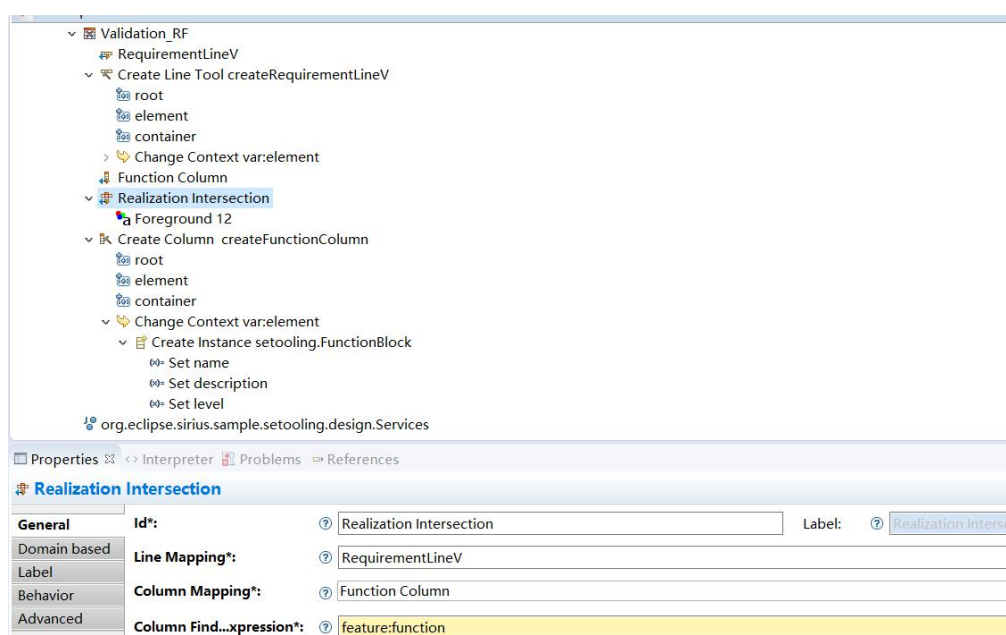 Validation_RF
RequirementLineV
Create Line Tool createRequirementLineV
root
element
container
Change Context var:element
Function Column
Realization Intersection
Foreground 12
Create Column createFunctionColumn
root
element
container
Change Context var:element
Create Instance setooling.FunctionBlock
Set name
Set description
Set level
org.eclipse.sirius.sample.setooling.design.Services
Properties Interpreter Problems References
Realization Intersection
General Id*: Realization Intersection Label: Realization Inters
Domain based Line Mapping*: RequirementLineV
Label
Behavior Column Mapping*: Function Column
Advanced Column Find...xpression*: feature:function